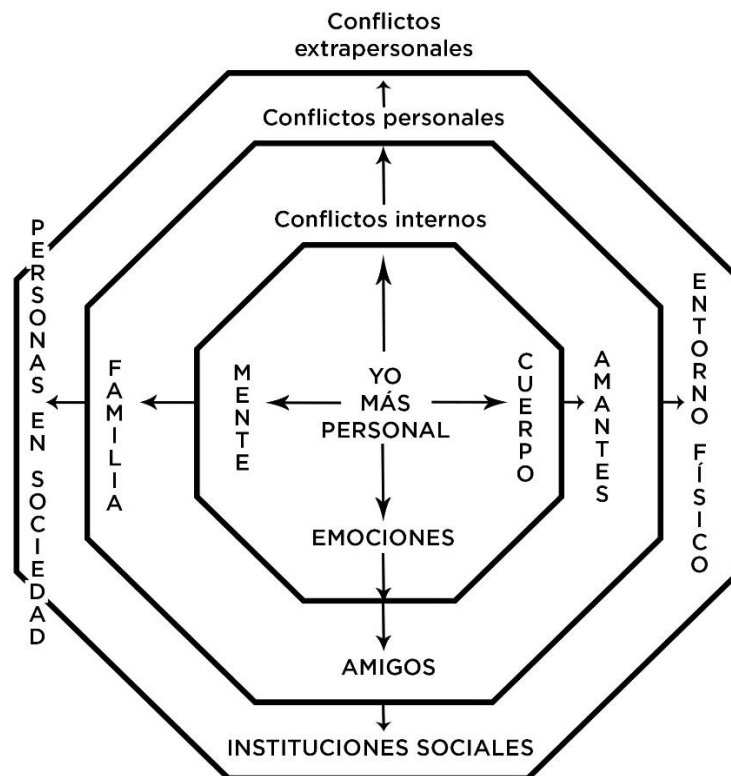 Conflictos
extrapersonales
Conflictos personales
Conflictos internos
PERSONAS EN SOCIEDAD
FAMILIA
MENTE
YO
MÁS
PERSONAL
CUERPO
AMANTES
ENTORNO FÍSICO
EMOCIONES
AMIGOS
INSTITUCIONES SOCIALES